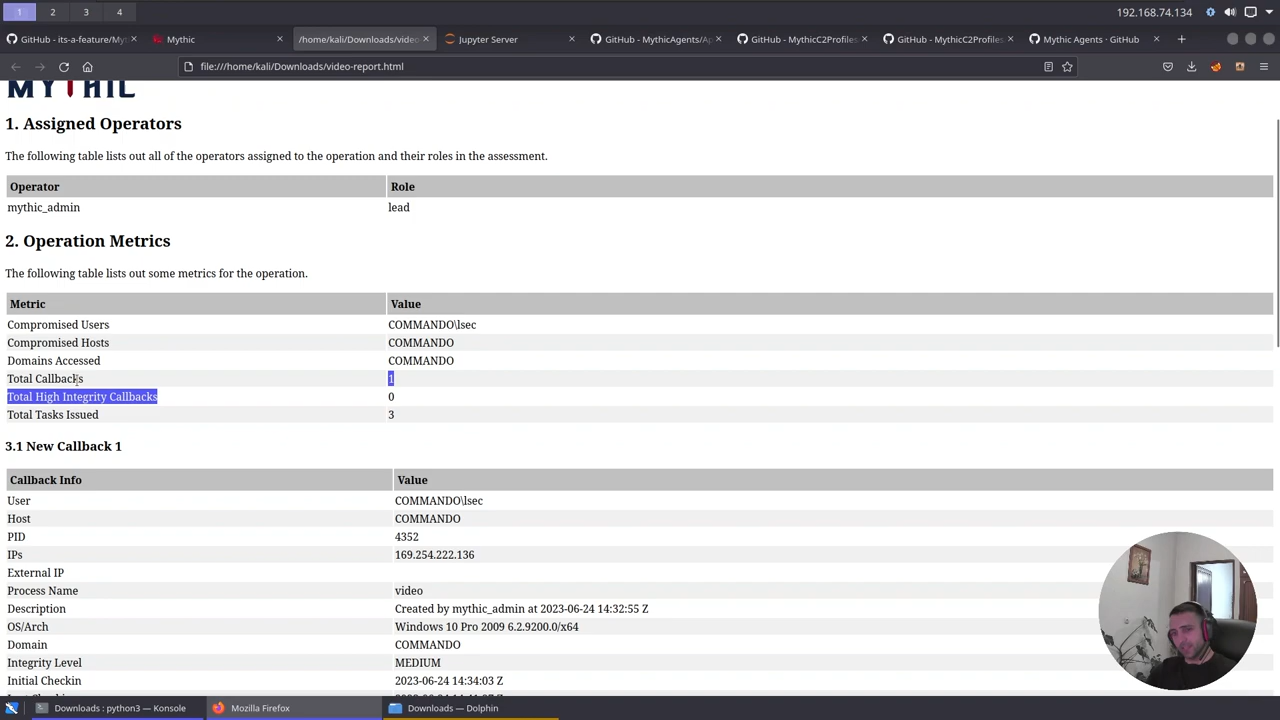 1
2
3
4
192.168.74.134
GitHub - its-a-feature/My
Mythic
/home/kali/Downloads/video
Jupyter Server
GitHub - MythicAgents/Ap
GitHub - MythicC2Profiles
GitHub - MythicC2Profiles
Mythic Agents · GitHub
file:///home/kali/Downloads/video-report.html
MYTHIC
1. Assigned Operators
The following table lists out all of the operators assigned to the operation and their roles in the assessment.
Operator Role
mythic_admin lead
2. Operation Metrics
The following table lists out some metrics for the operation.
Metric Value
Compromised Users COMMANDO\lsec
Compromised Hosts COMMANDO
Domains Accessed COMMANDO
Total Callbacks 1
Total High Integrity Callbacks 0
Total Tasks Issued 3
3.1 New Callback 1
Callback Info Value
User COMMANDO\lsec
Host COMMANDO
PID 4352
IPs 169.254.222.136
External IP
Process Name video
Description Created by mythic_admin at 2023-06-24 14:32:55 Z
OS/Arch Windows 10 Pro 2009 6.2.9200.0/x64
Domain COMMANDO
Integrity Level MEDIUM
Initial Checkin 2023-06-24 14:34:03 Z
Downloads : python3 — Konsole
Mozilla Firefox
Downloads — Dolphin